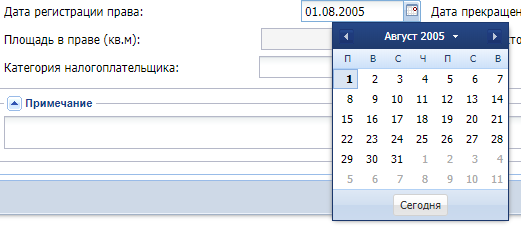 Дата регистрации права: 01.08.2005 Дата прекращен
Площадь в праве (кв.м):
Категория налогоплательщика:
Примечание
Август 2005
П В С Ч П С В
1 2 3 4 5 6 7
8 9 10 11 12 13 14
15 16 17 18 19 20 21
22 23 24 25 26 27 28
29 30 31 1 2 3 4
5 6 7 8 9 10 11
Сегодня